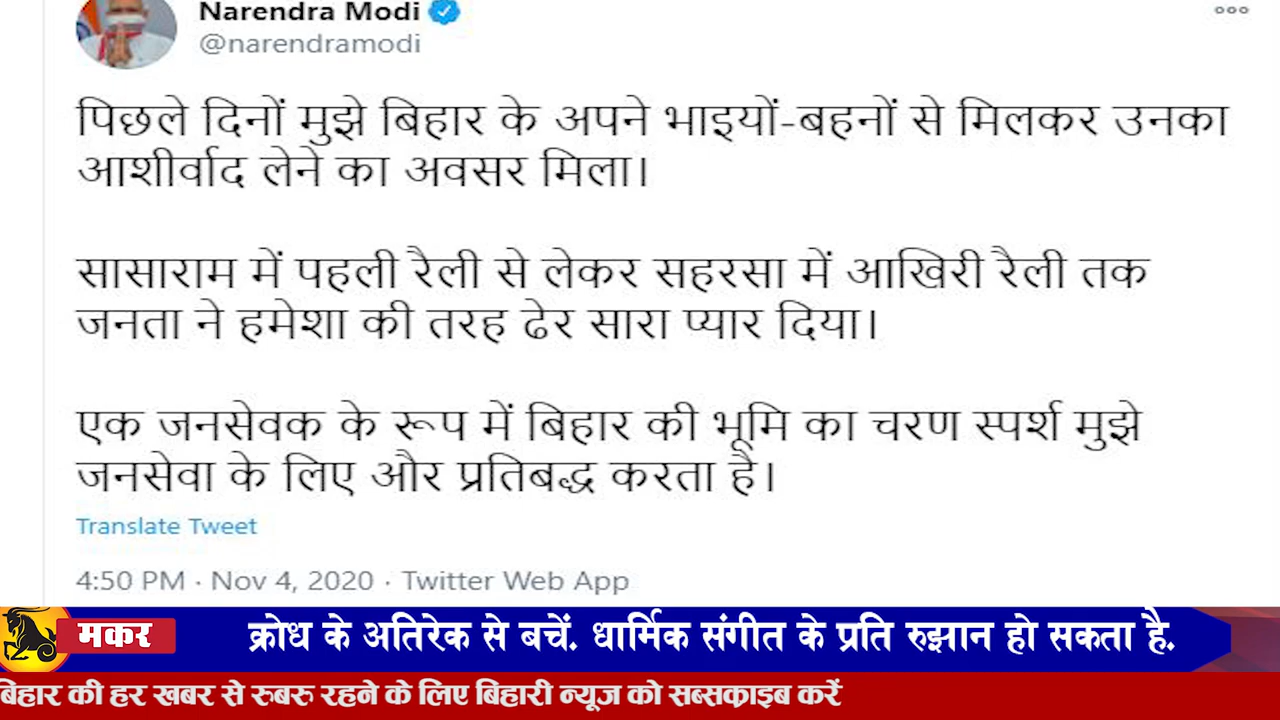 Narendra Modi
@narendramodi
पिछले दिनों मुझे बिहार के अपने भाइयों-बहनों से मिलकर उनका
आशीर्वाद लेने का अवसर मिला।
सासाराम में पहली रैली से लेकर सहरसा में आखिरी रैली तक
जनता ने हमेशा की तरह ढेर सारा प्यार दिया।
एक जनसेवक के रूप में बिहार की भूमि का चरण स्पर्श मुझे
जनसेवा के लिए और प्रतिबद्ध करता है।
Translate Tweet
4:50 PM · Nov 4, 2020 · Twitter Web App
मकर
क्रोध के अतिरेक से बचें. धार्मिक संगीत के प्रति रुझान हो सकता है.
बिहार की हर खबर से रुबरु रहने के लिए बिहारी न्यूज को सब्सक्राइब करें